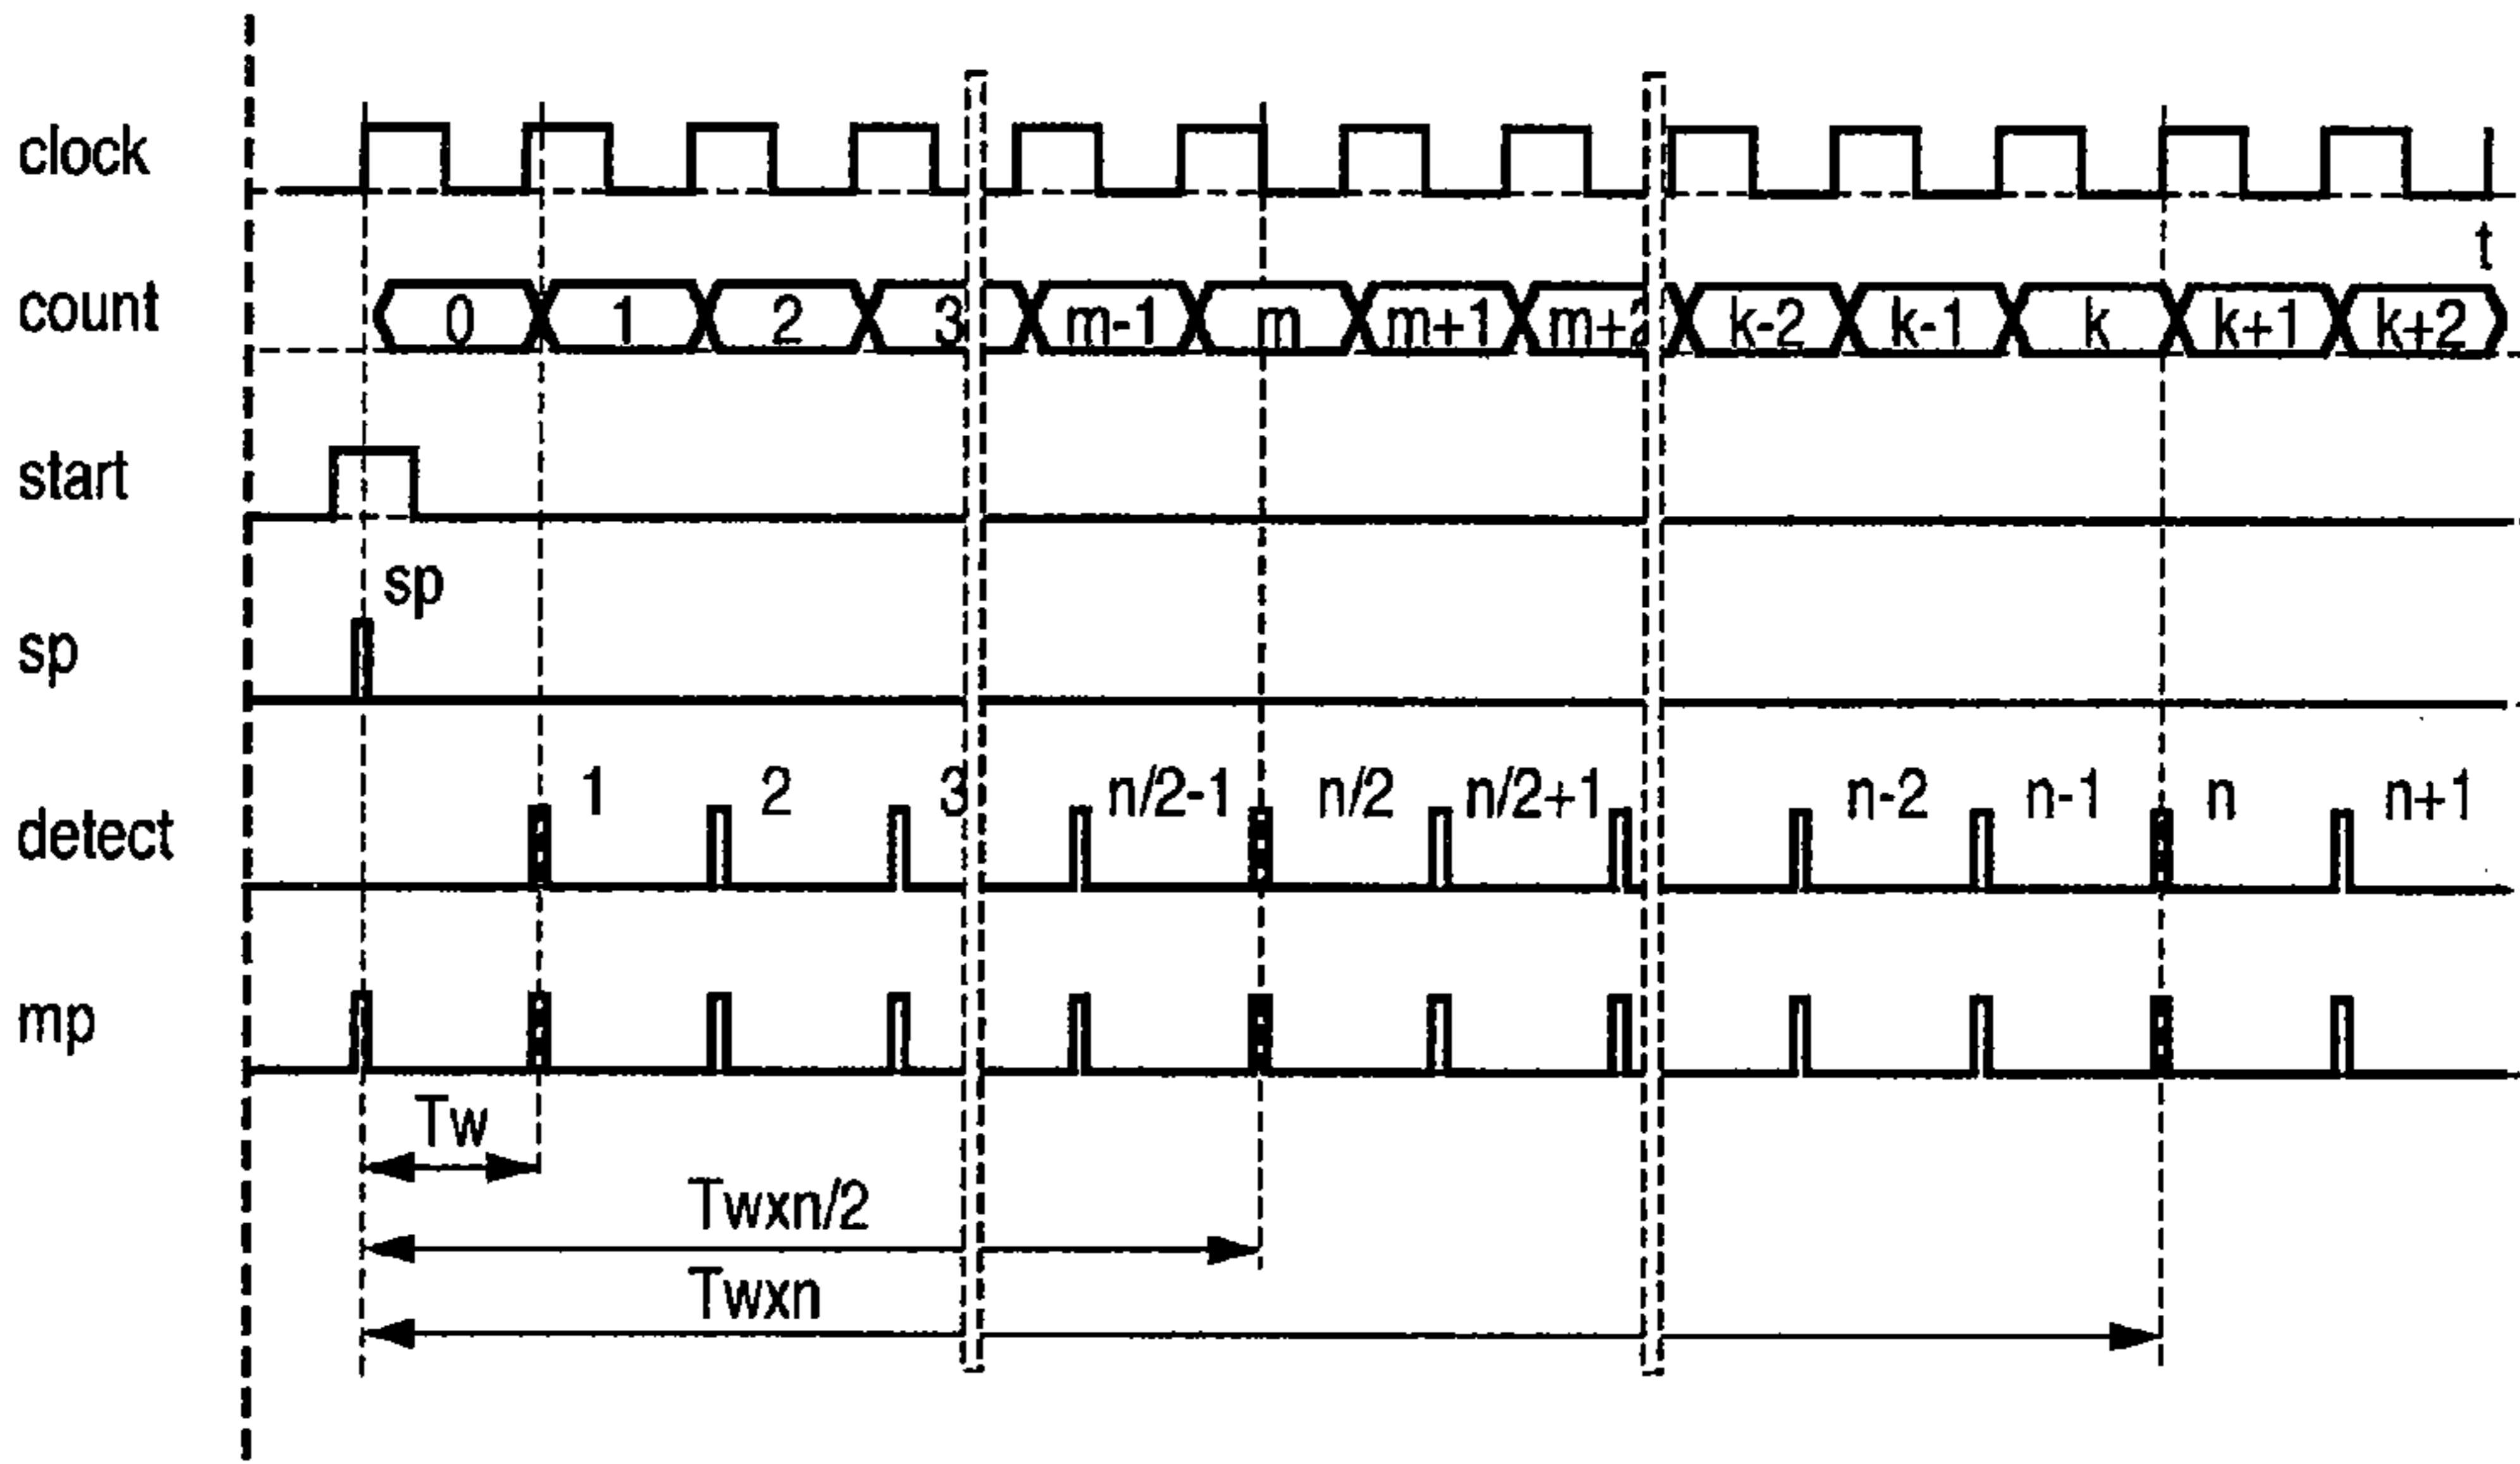 clock
t
count 0 1 2 3 m-1 m m+1 m+2 k-2 k-1 k k+1 k+2
start
sp
sp
1 2 3 n/2-1 n/2 n/2+1 n-2 n-1 n n+1
detect
mp
Tw
Twxn/2
Twxn